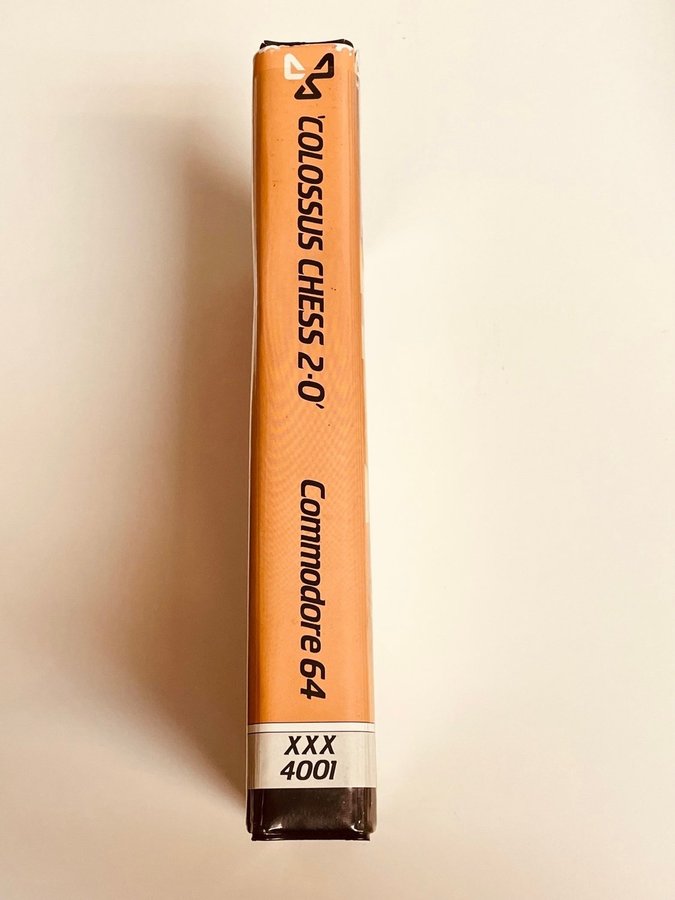 'COLOSSUS CHESS 2·0'
Commodore 64
XXX
4001